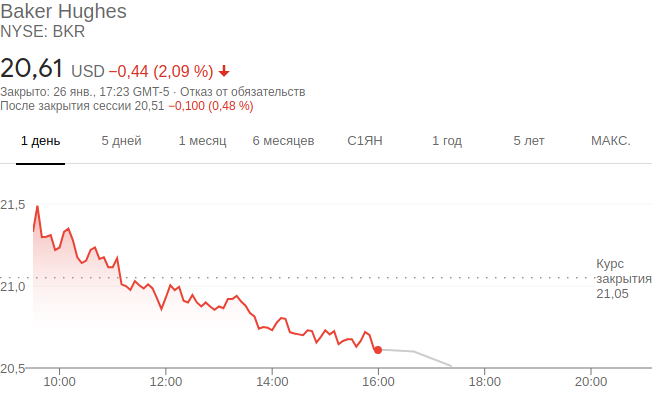 Baker Hughes
NYSE: BKR
20,61 USD −0,44 (2,09 %)
Закрыто: 26 янв., 17:23 GMT-5 · Отказ от обязательств
После закрытия сессии 20,51 −0,100 (0,48 %)
1 день 5 дней 1 месяц 6 месяцев С1ЯН 1 год 5 лет МАКС.
21,5
Курс
закрытия
21,05
21,0
20,5
10:00 12:00 14:00 16:00 18:00 20:00